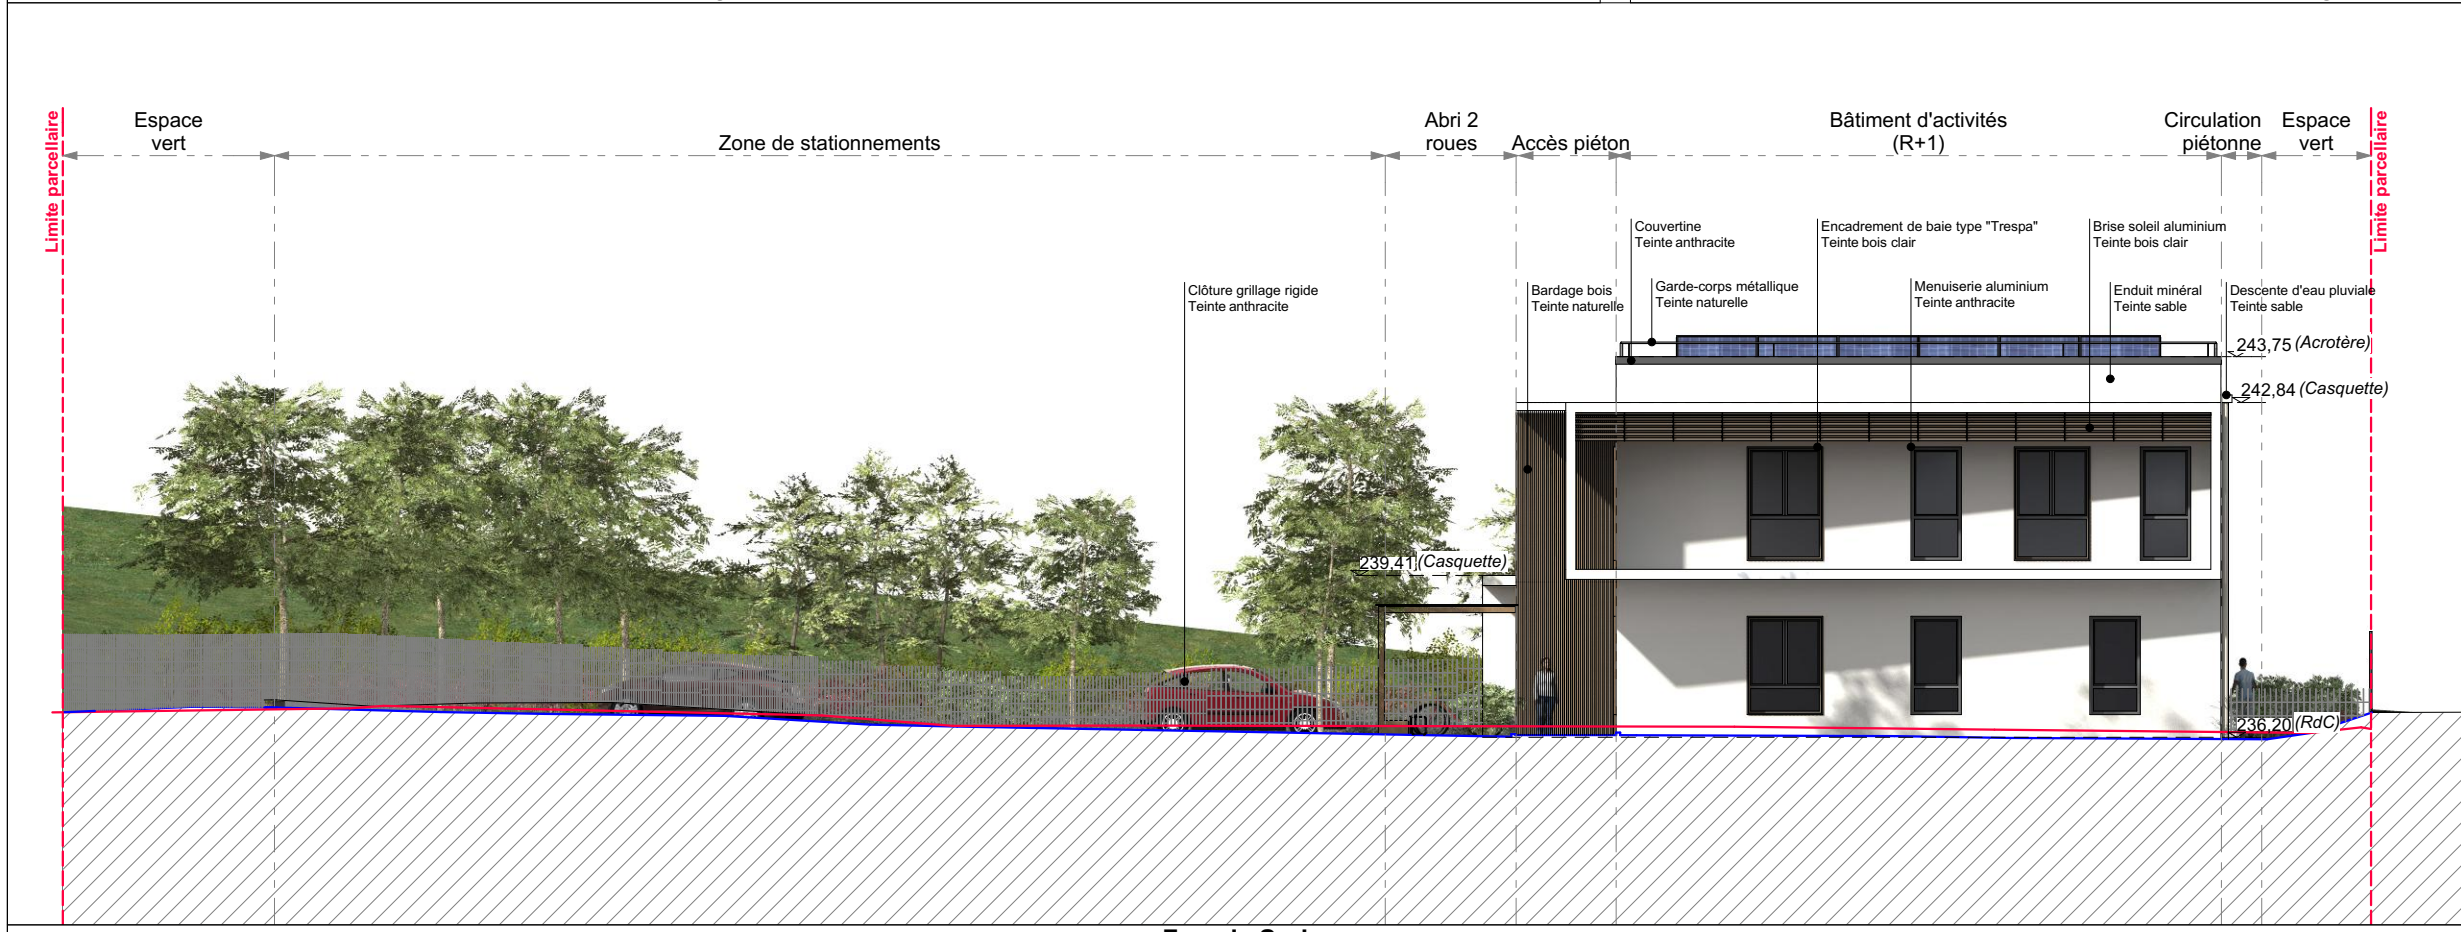 Limite parcellaire
Espace
vert
Zone de stationnements
Abri 2
roues
Accès piéton
Bâtiment d'activités
(R+1)
Circulation
piétonne
Espace
vert
Limite parcellaire
Couvertine
Teinte anthracite
Encadrement de baie type "Trespa"
Teinte bois clair
Brise soleil aluminium
Teinte bois clair
Clôture grillage rigide
Teinte anthracite
Bardage bois
Teinte naturelle
Garde-corps métallique
Teinte naturelle
Menuiserie aluminium
Teinte anthracite
Enduit minéral
Teinte sable
Descente d'eau pluviale
Teinte sable
243,75 (Acrotère)
242,84 (Casquette)
239,41 (Casquette)
236,20 (RdC)